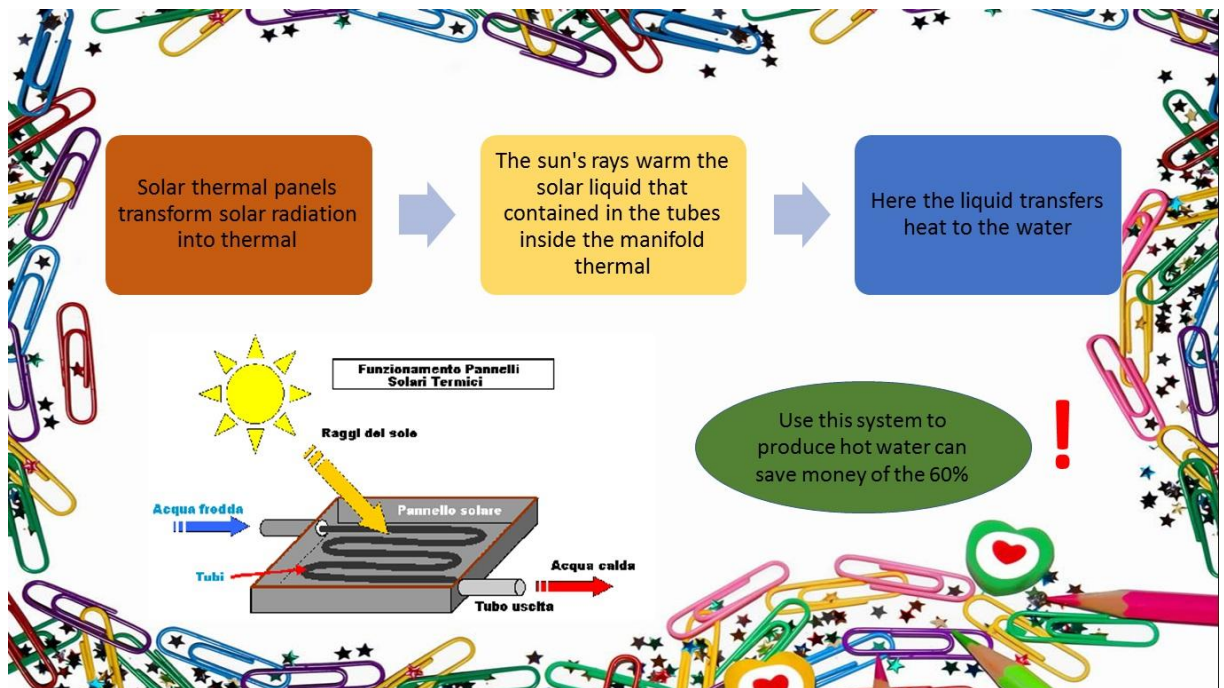 Solar thermal panels
transform solar radiation
into thermal
The sun's rays warm the
solar liquid that
contained in the tubes
inside the manifold
thermal
Here the liquid transfers
heat to the water
Funzionamento Pannelli
Solari Termici
Raggi del sole
Acqua fredda
Pannello solare
Tubi
Acqua calda
Tubo uscita
Use this system to
produce hot water can
save money of the 60%
!